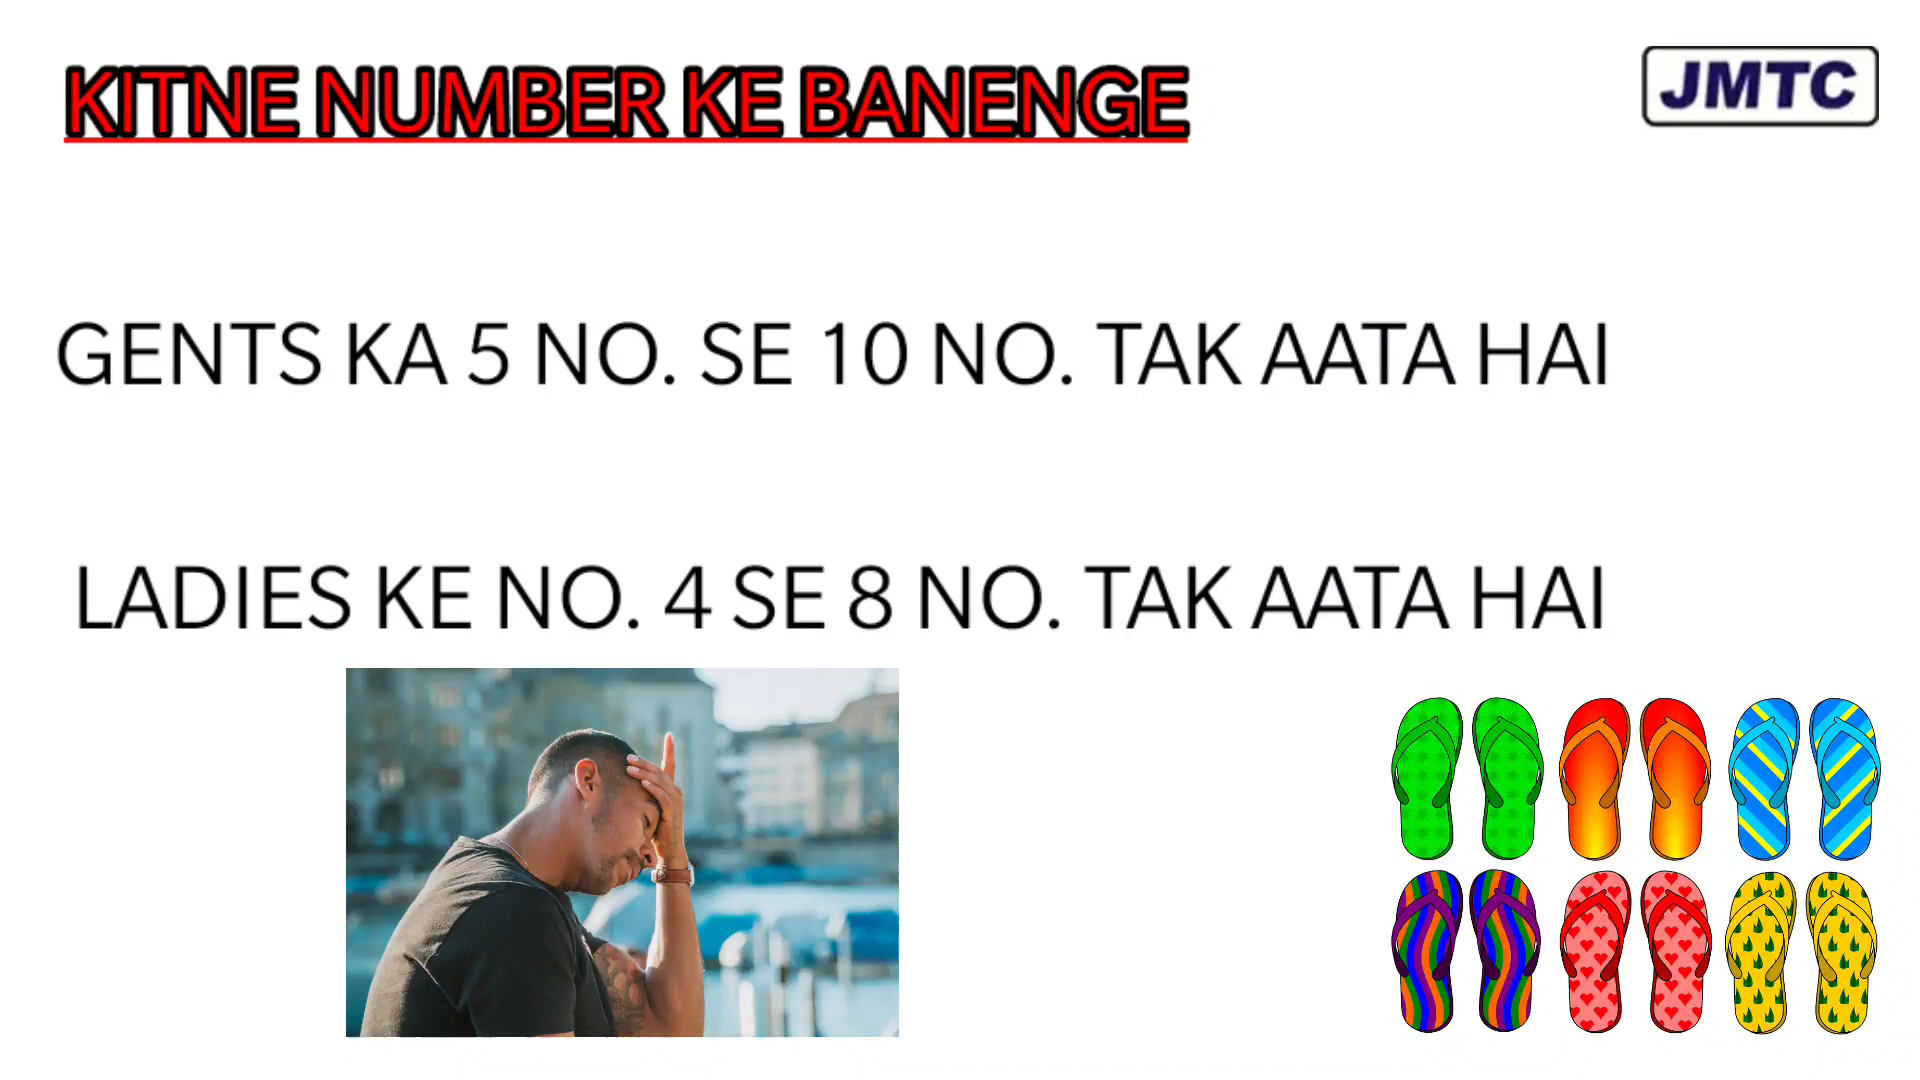 KITNE NUMBER KE BANENGE
JMTC
GENTS KA 5 NO. SE 10 NO. TAK AATA HAI
LADIES KE NO. 4 SE 8 NO. TAK AATA HAI